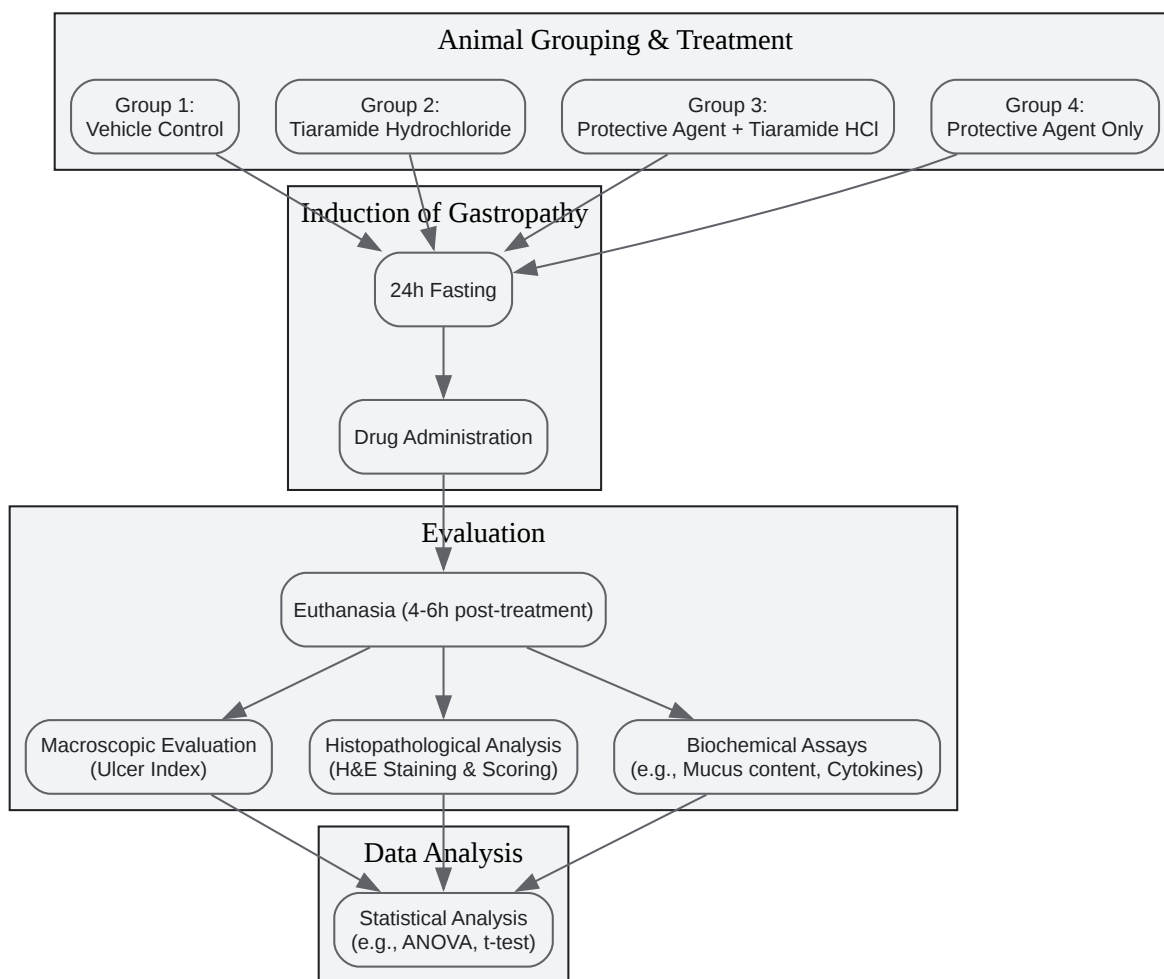 Animal Grouping & Treatment
Group 1:
Vehicle Control
Group 2:
Tiaramide Hydrochloride
Group 3:
Protective Agent + Tiaramide HCl
Group 4:
Protective Agent Only
Induction of Gastropathy
24h Fasting
Drug Administration
Evaluation
Euthanasia (4-6h post-treatment)
Macroscopic Evaluation
(Ulcer Index)
Histopathological Analysis
(H&E Staining & Scoring)
Biochemical Assays
(e.g., Mucus content, Cytokines)
Data Analysis
Statistical Analysis
(e.g., ANOVA, t-test)